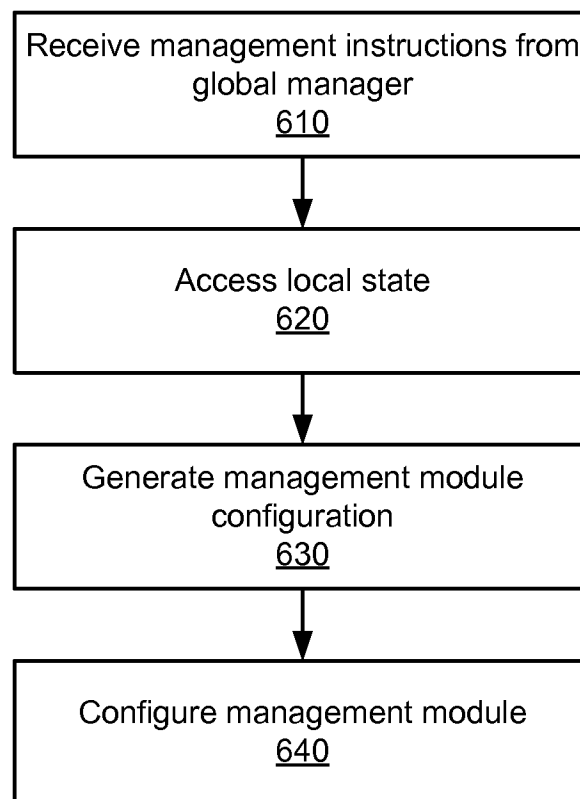 Receive management instructions from
global manager
610
Access local state
620
Generate management module
configuration
630
Configure management module
640